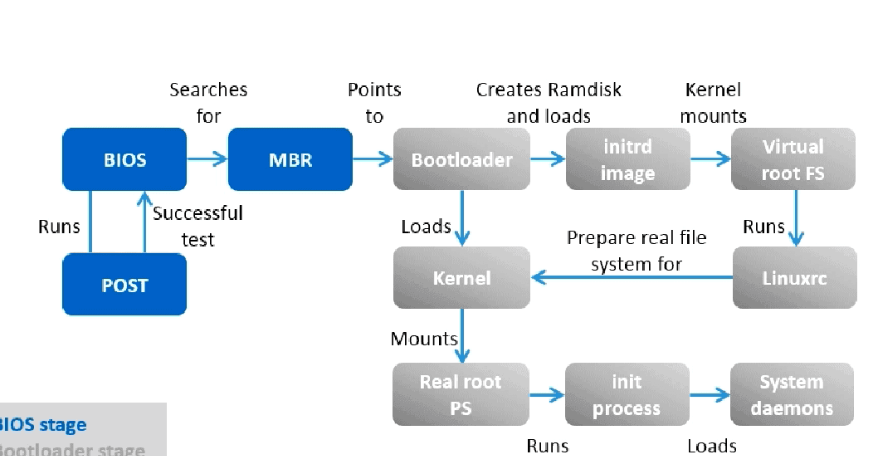 Searches
for
Points
to
Creates Ramdisk
and loads
Kernel
mounts
BIOS
MBR
Bootloader
initrd
image
Virtual
root FS
Runs
Successful
test
Loads
Prepare real file
system for
Runs
POST
Kernel
Linuxrc
Mounts
Real root
PS
init
process
System
daemons
Runs
Loads
BIOS stage
Bootloader stage